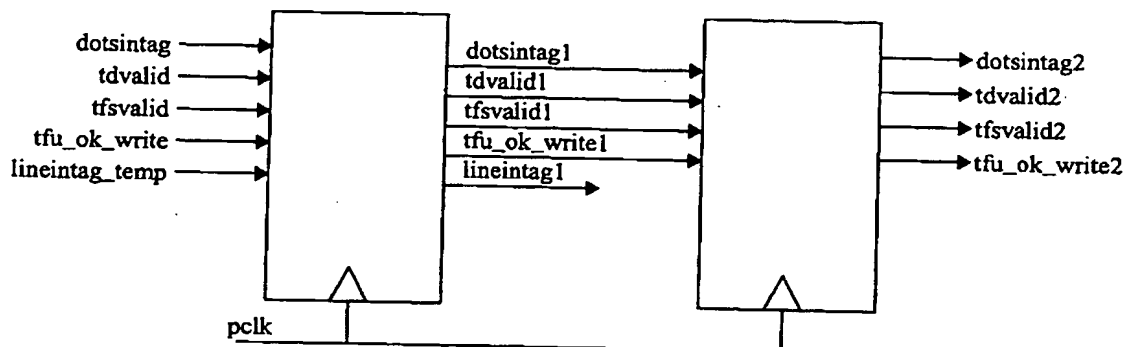 dotsintag
tdvalid
tfsvalid
tfu_ok_write
lineintag_temp
dotsintag1
tdvalid1
tfsvalid1
tfu_ok_write1
lineintag1
dotsintag2
tdvalid2
tfsvalid2
tfu_ok_write2
pclk